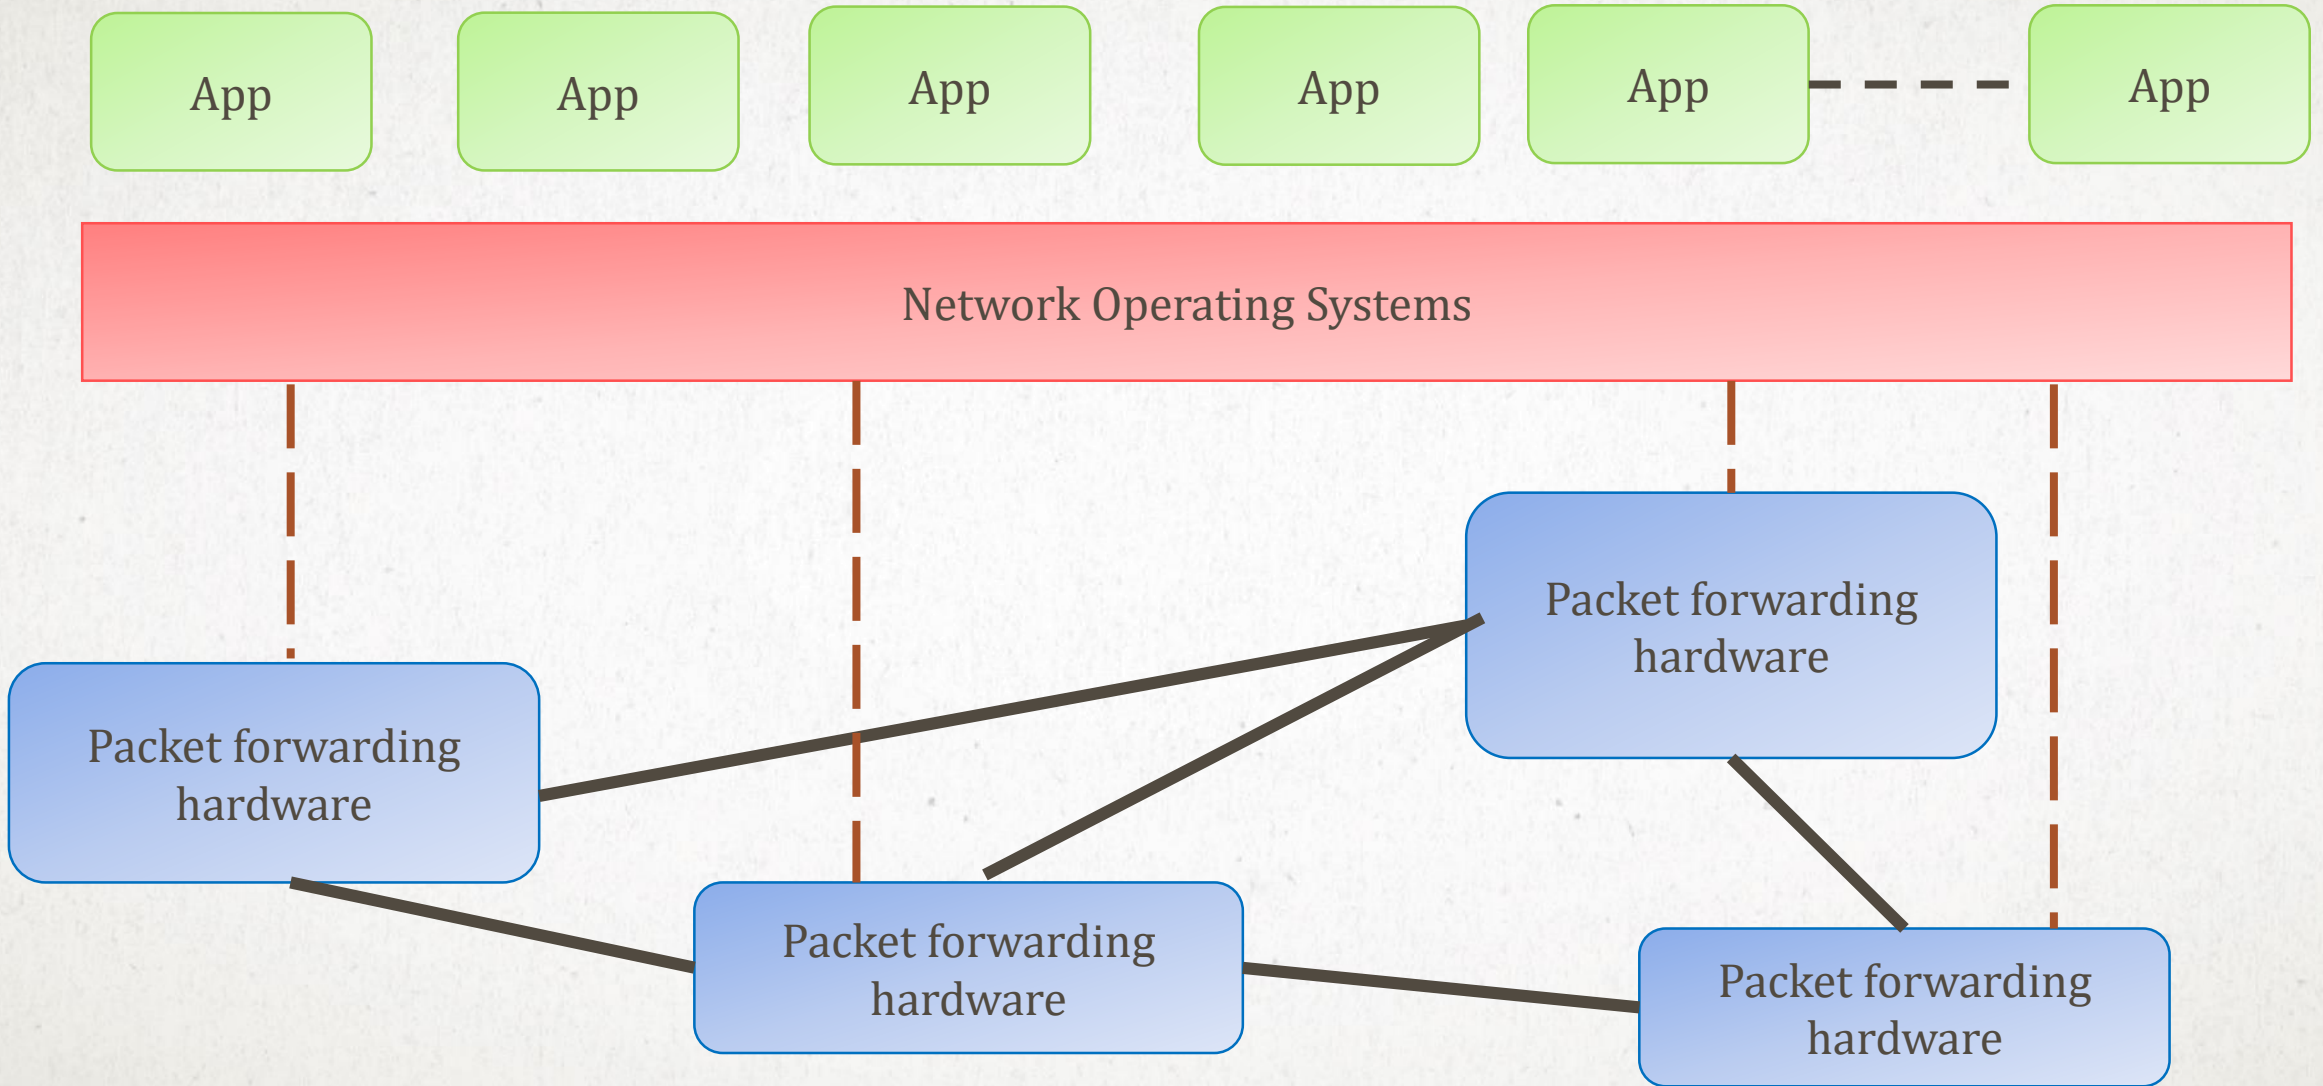 App
App
App
App
App
App
Network Operating Systems
Packet forwarding
hardware
Packet forwarding
hardware
Packet forwarding
hardware
Packet forwarding
hardware